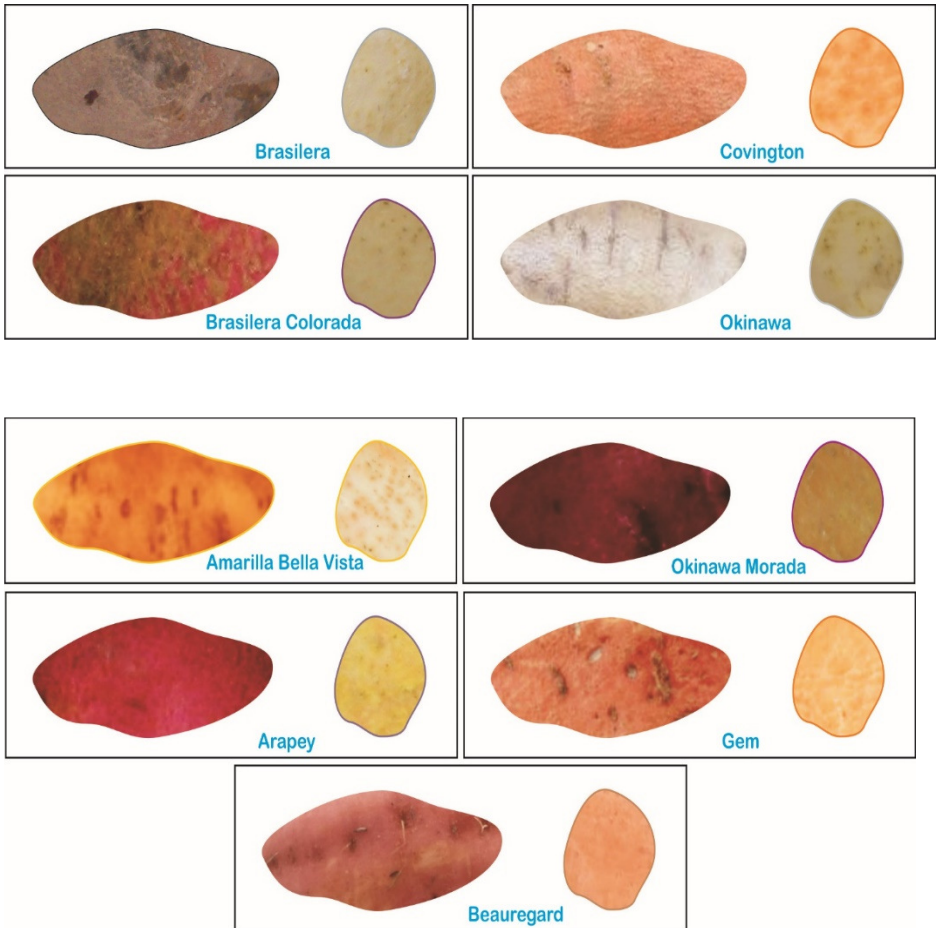 Brasilera
Covington
Brasilera Colorada
Okinawa
Amarilla Bella Vista
Okinawa Morada
Arapey
Gem
Beauregard